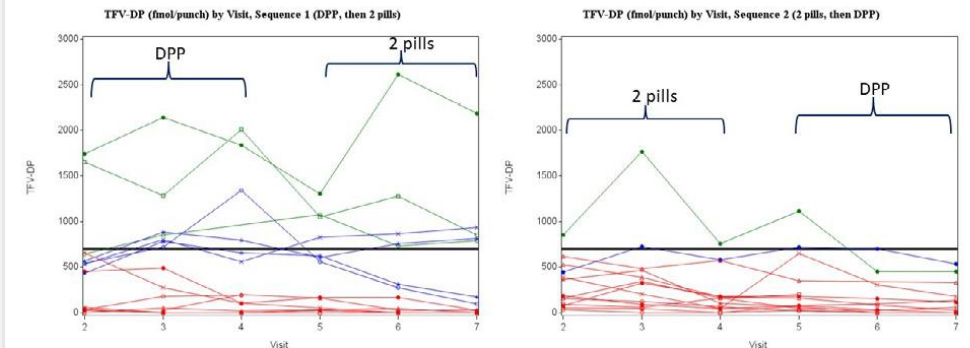 TFV-DP (fmol/punch) by Visit, Sequence 1 (DPP, then 2 pills)
3000
2500
2000
1500
1000
500
0
TFV-DP
DPP
2 pills
2 3 4 5 6 7
Visit
TFV-DP (fmol/punch) by Visit, Sequence 2 (2 pills, then DPP)
3000
2500
2000
1500
1000
500
0
TFV-DP
2 pills
DPP
2 3 4 5 6 7
Visit